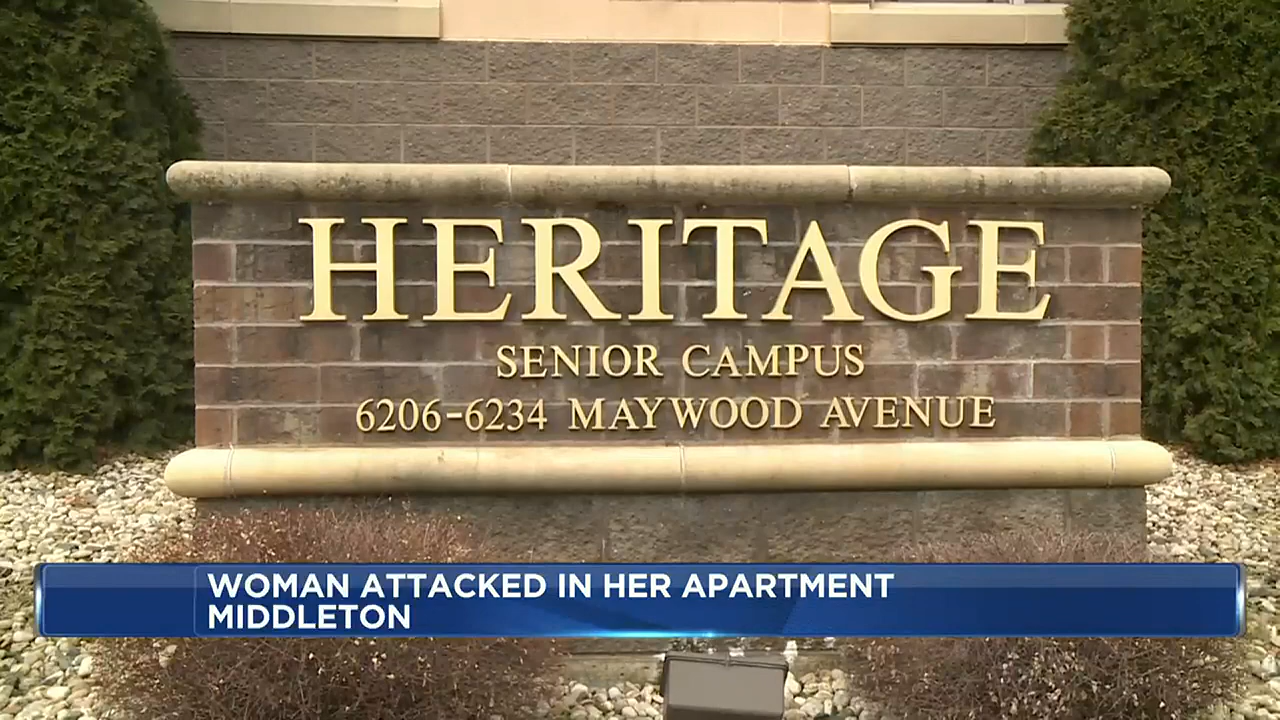 HERITAGE
SENIOR CAMPUS
6206-6234 MAYWOOD AVENUE
WOMAN ATTACKED IN HER APARTMENT
MIDDLETON